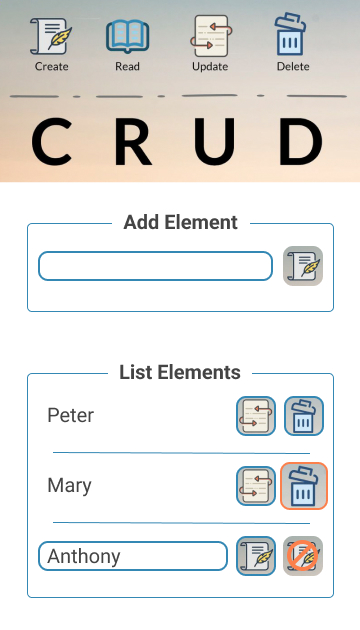 Create Read Update Delete
C R U D
Add Element
List Elements
Peter
Mary
Anthony